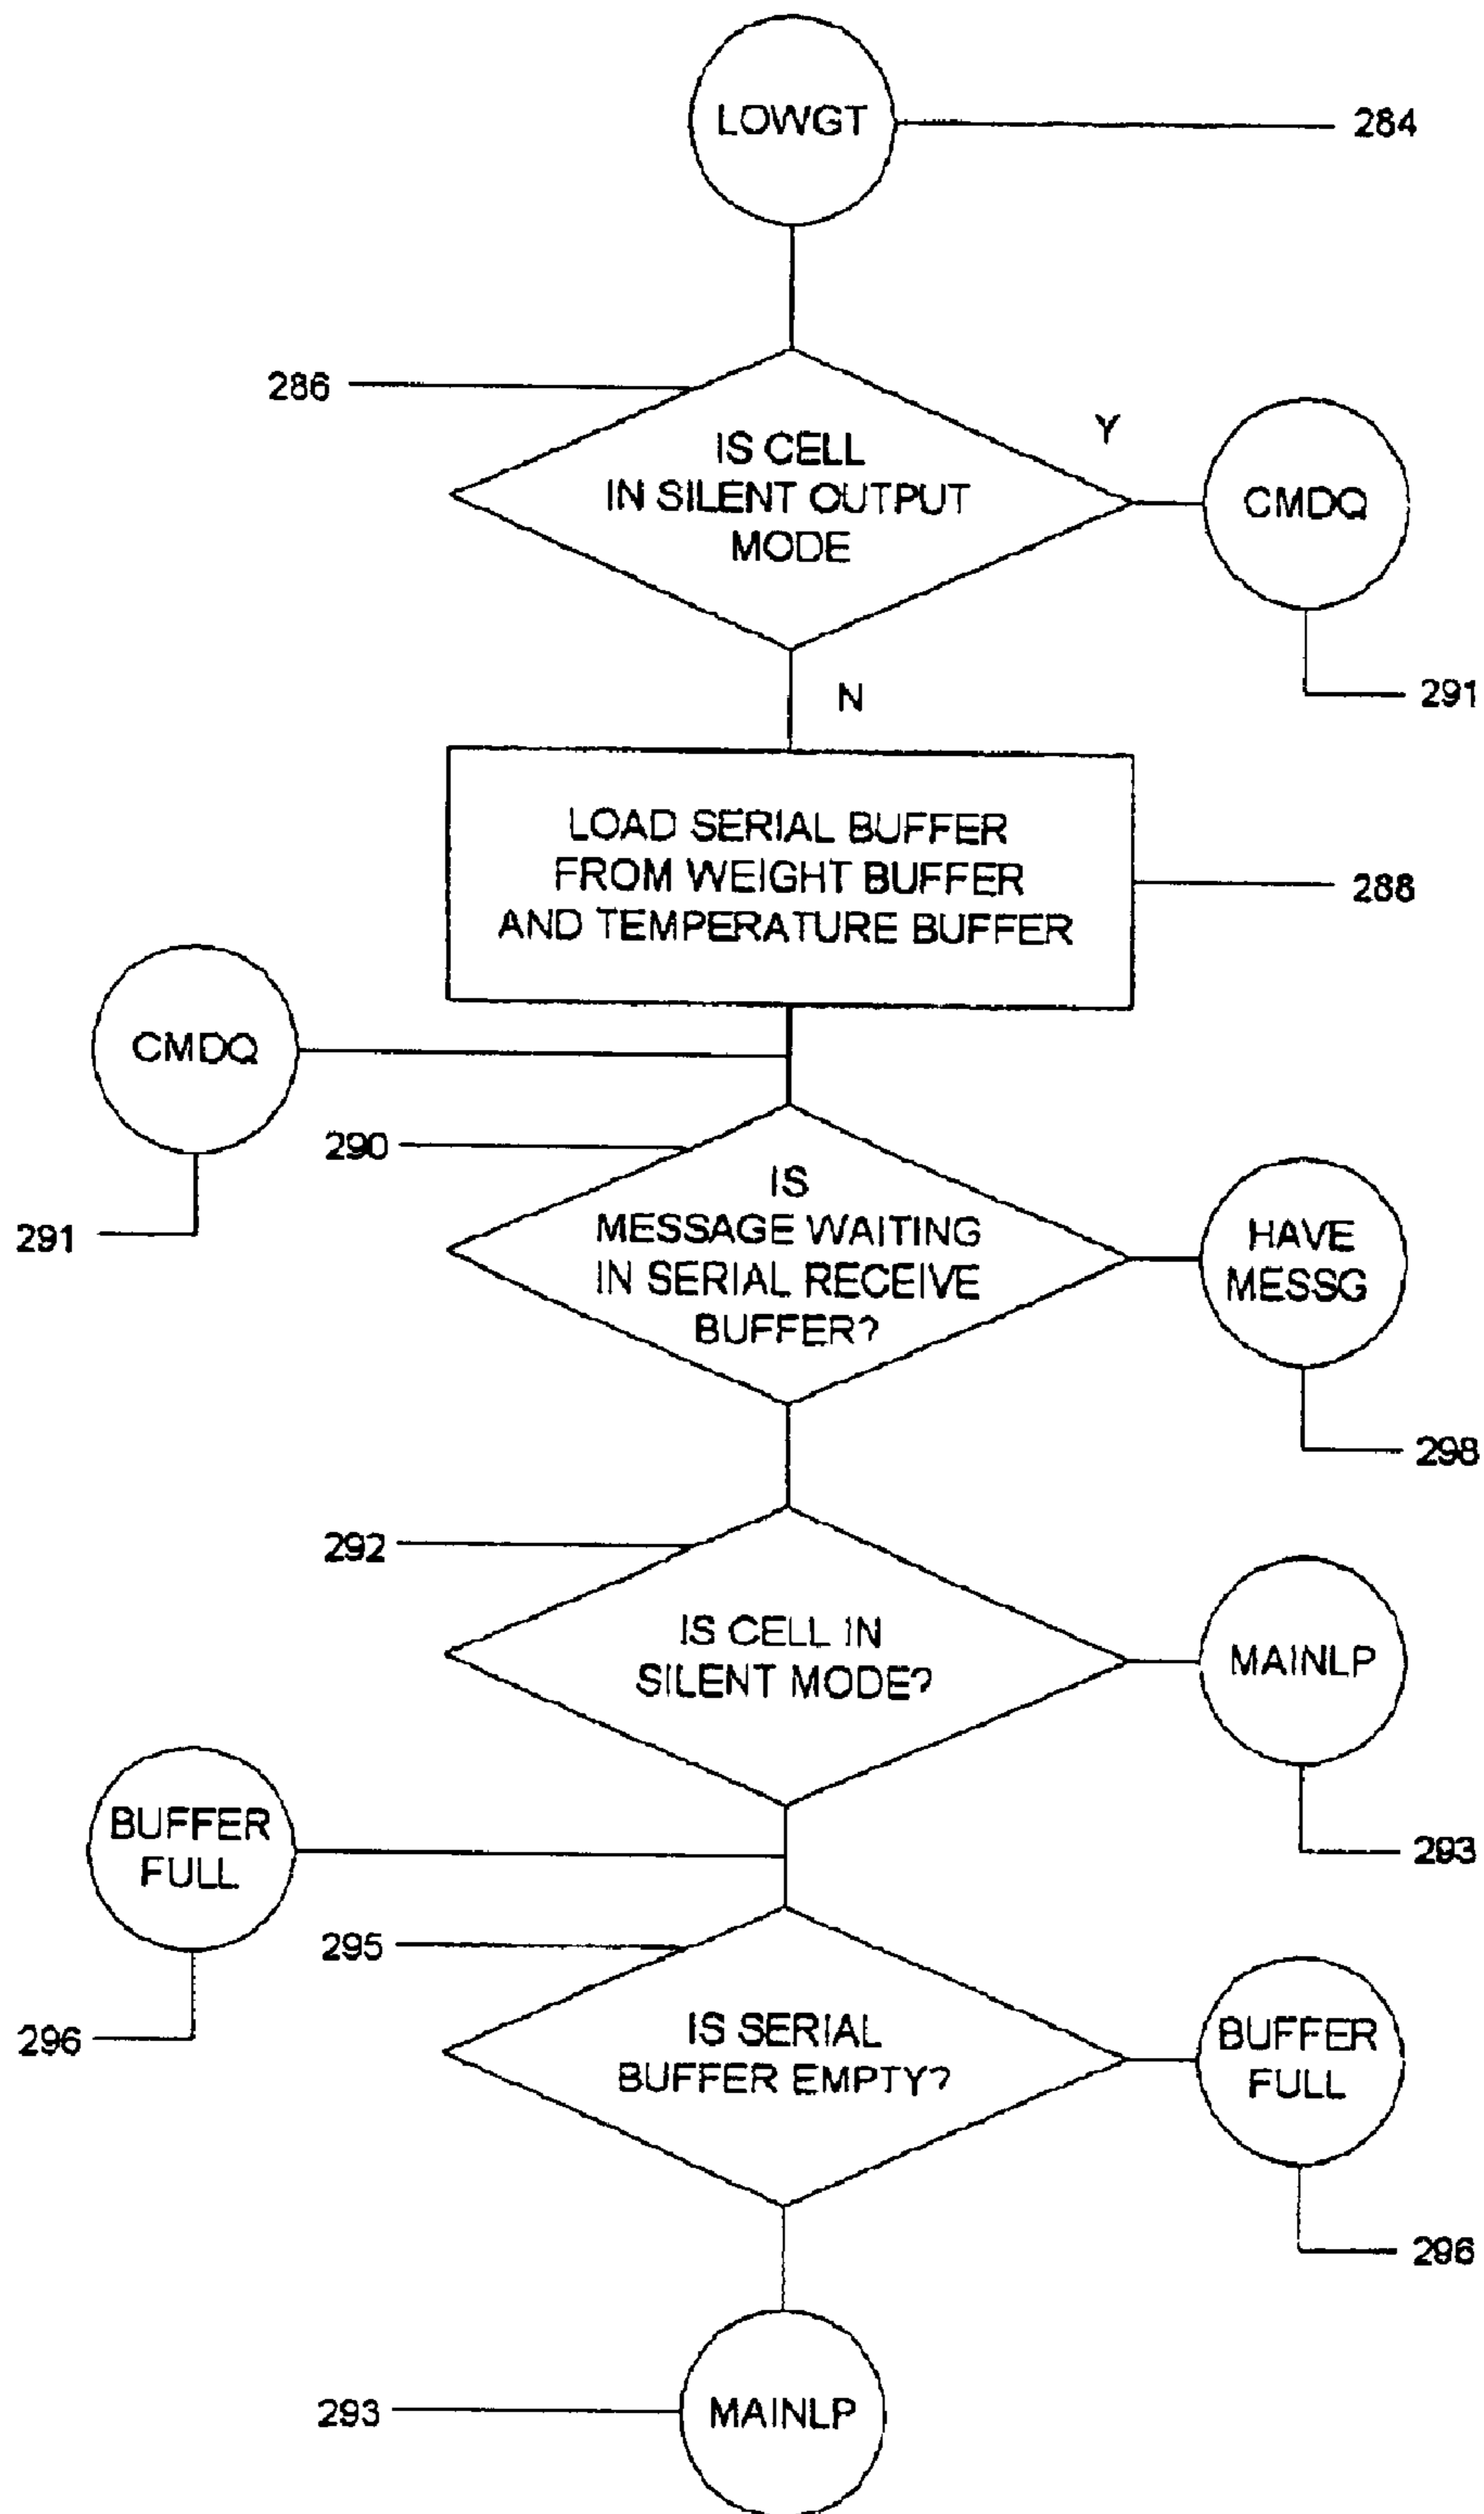 LOWGT
284
286
IS CELL
IN SILENT OUTPUT
MODE
Y
CMDQ
291
N
LOAD SERIAL BUFFER
FROM WEIGHT BUFFER
AND TEMPERATURE BUFFER
288
CMDQ
291
290
IS
MESSAGE WAITING
IN SERIAL RECEIVE
BUFFER?
HAVE
MESSG
298
292
IS CELL IN
SILENT MODE?
MAINLP
293
BUFFER
FULL
296
295
IS SERIAL
BUFFER EMPTY?
BUFFER
FULL
296
293
MAINLP